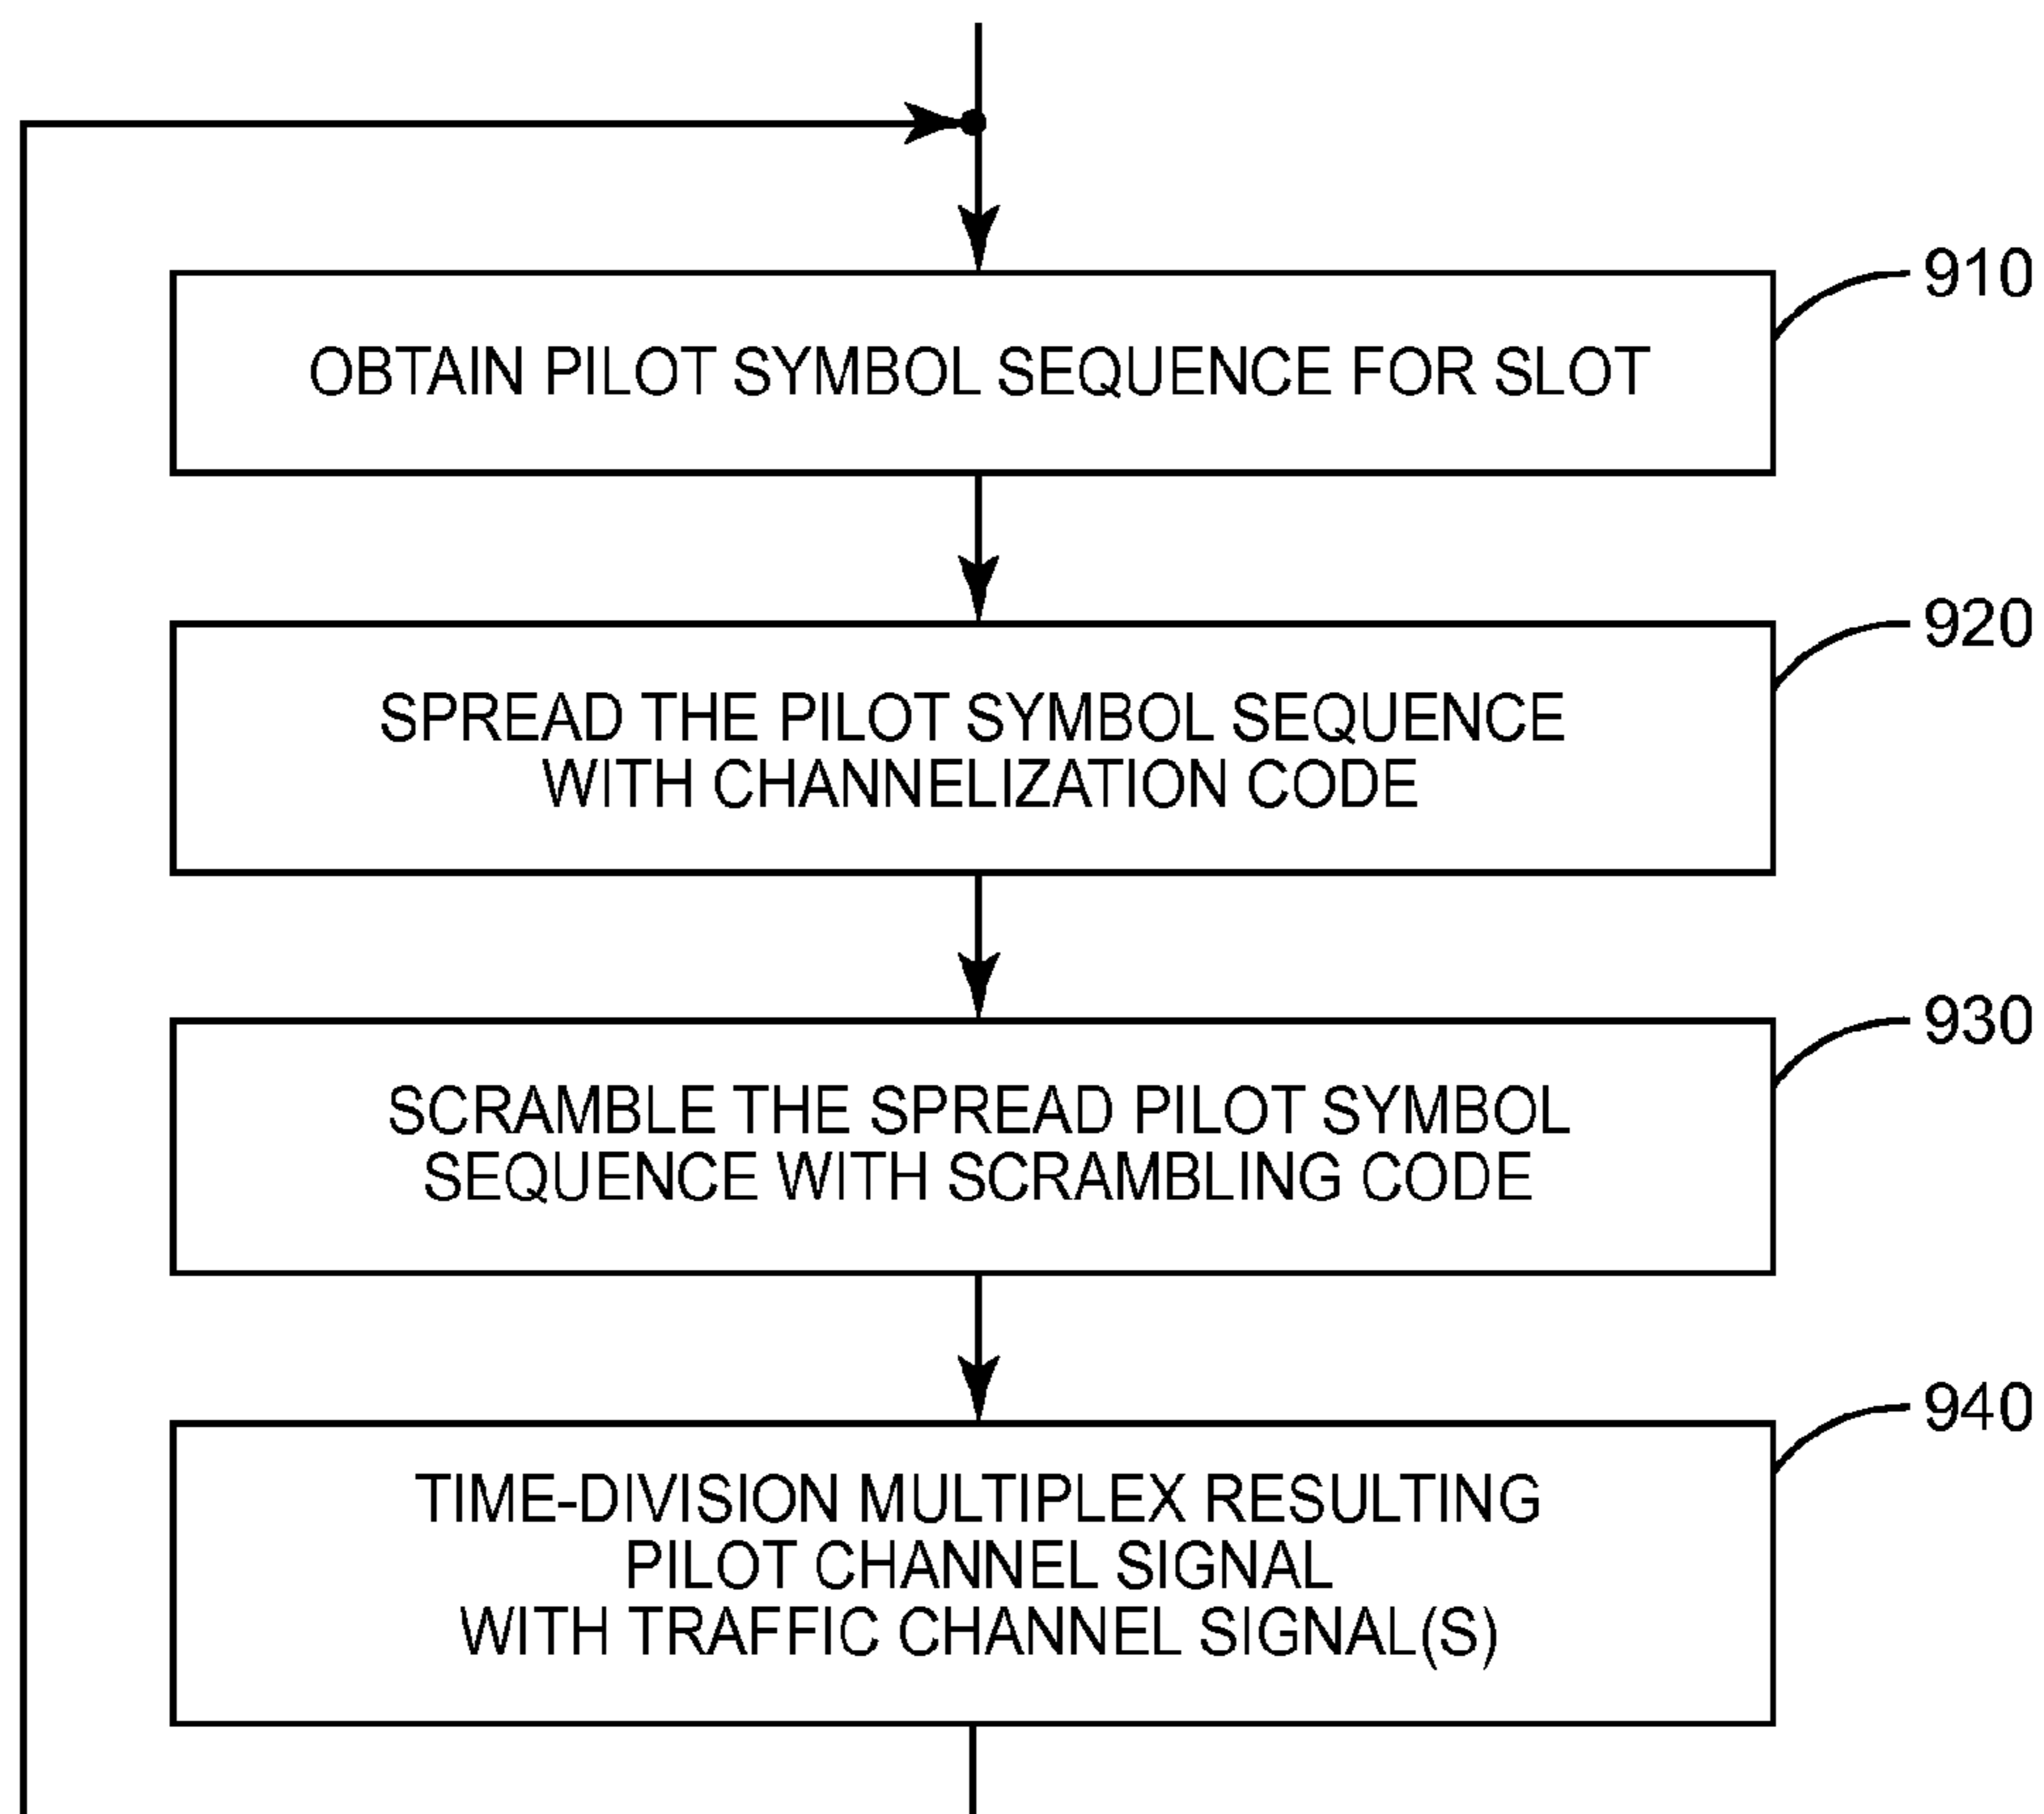 910
OBTAIN PILOT SYMBOL SEQUENCE FOR SLOT
920
SPREAD THE PILOT SYMBOL SEQUENCE
WITH CHANNELIZATION CODE
930
SCRAMBLE THE SPREAD PILOT SYMBOL
SEQUENCE WITH SCRAMBLING CODE
940
TIME-DIVISION MULTIPLEX RESULTING
PILOT CHANNEL SIGNAL
WITH TRAFFIC CHANNEL SIGNAL(S)